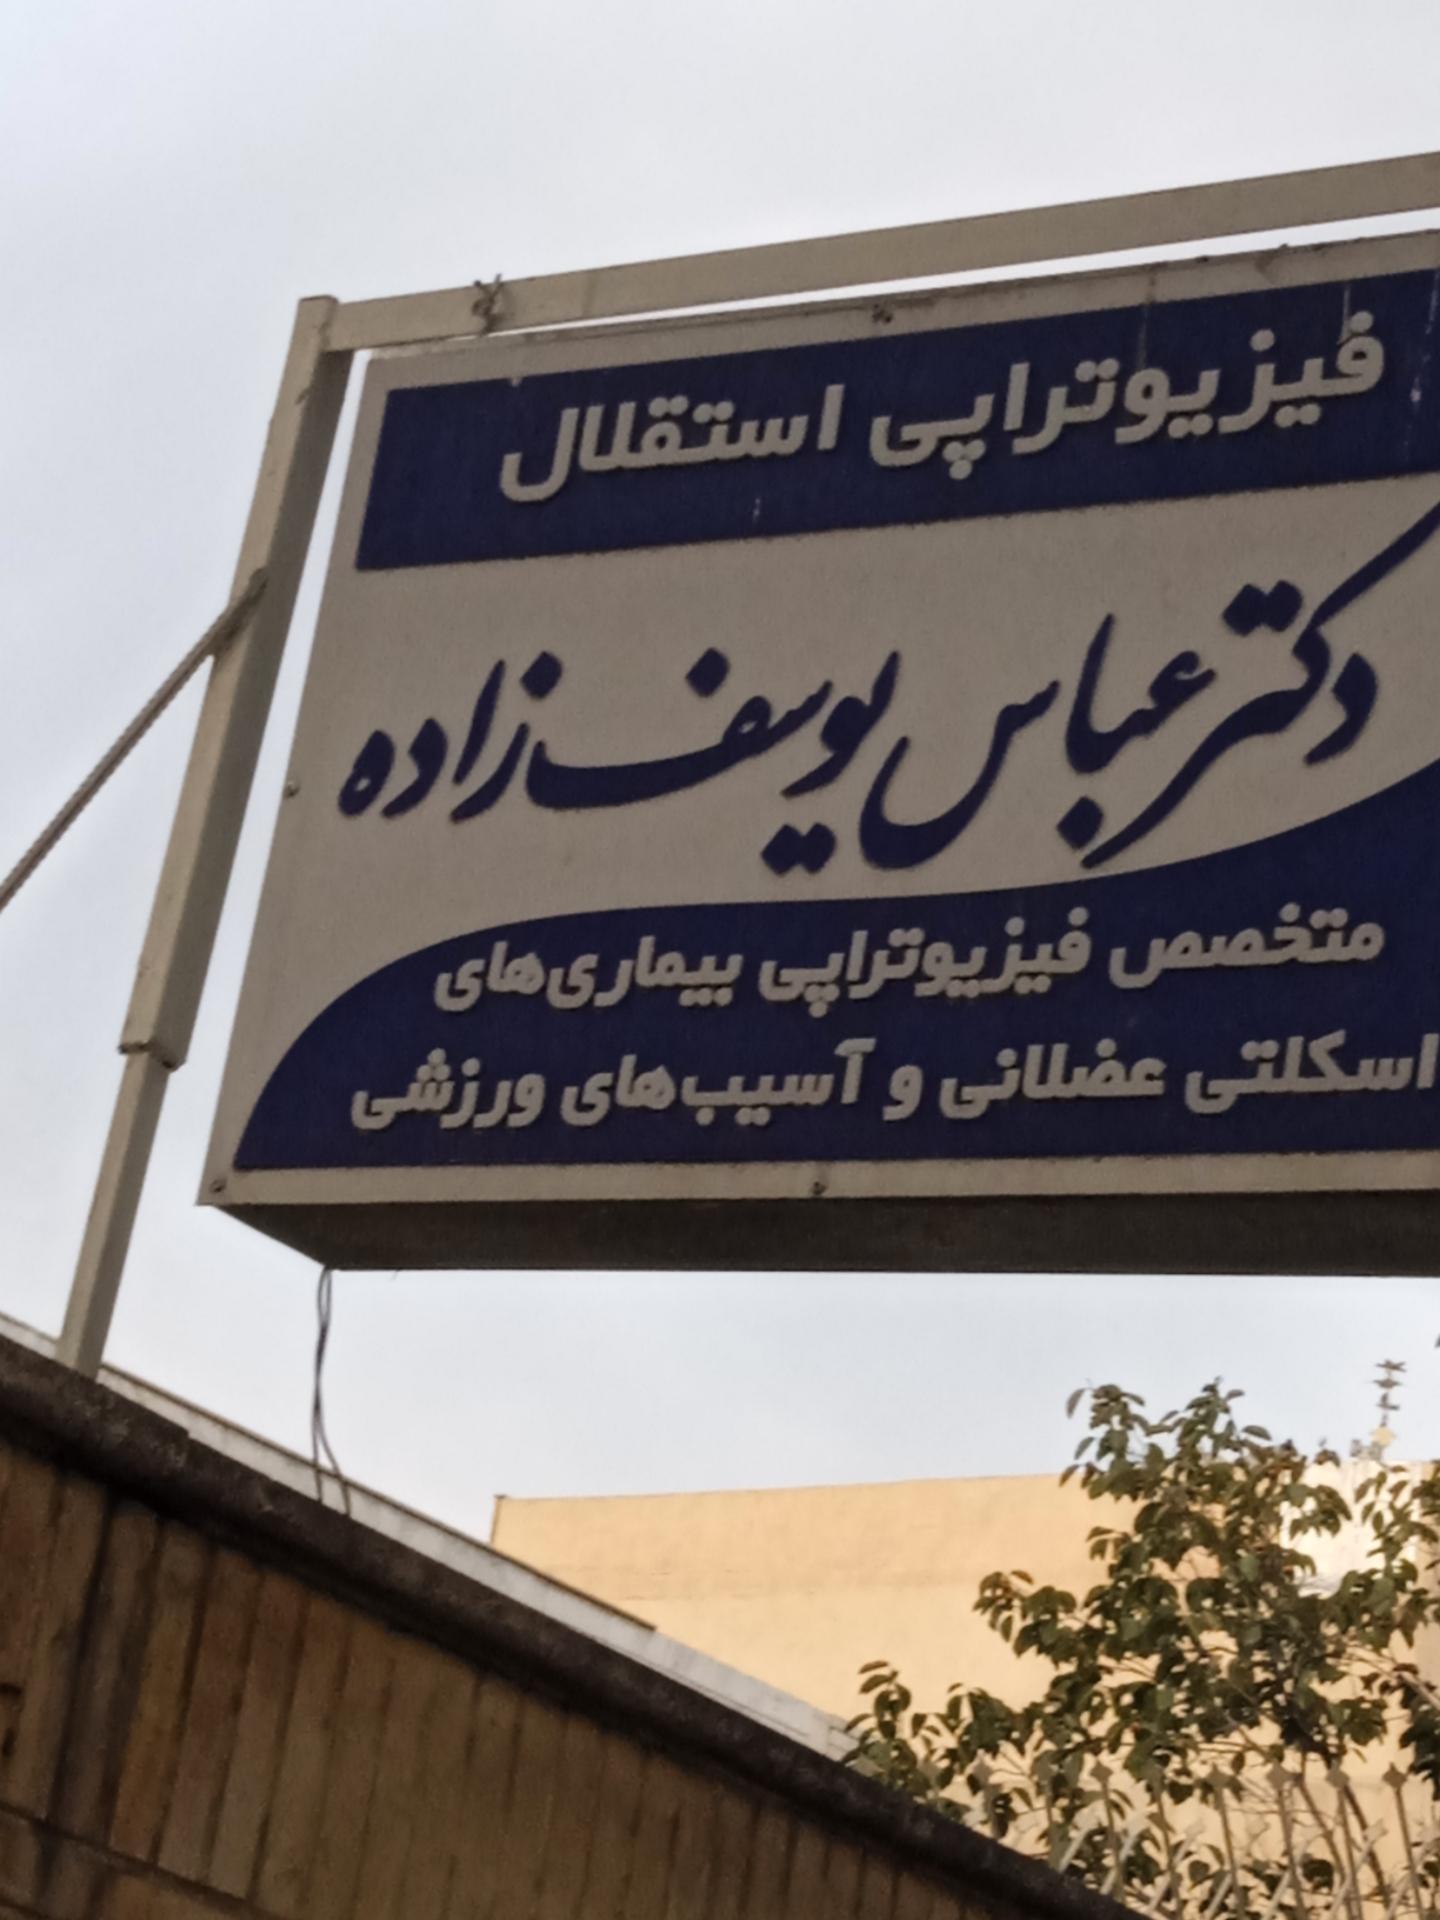 فیزیوتراپی استقلال
دکتر عباس یوسف زاده
متخصص فیزیوتراپی بیماری‌های
اسکلتی عضلانی و آسیب‌های ورزشی